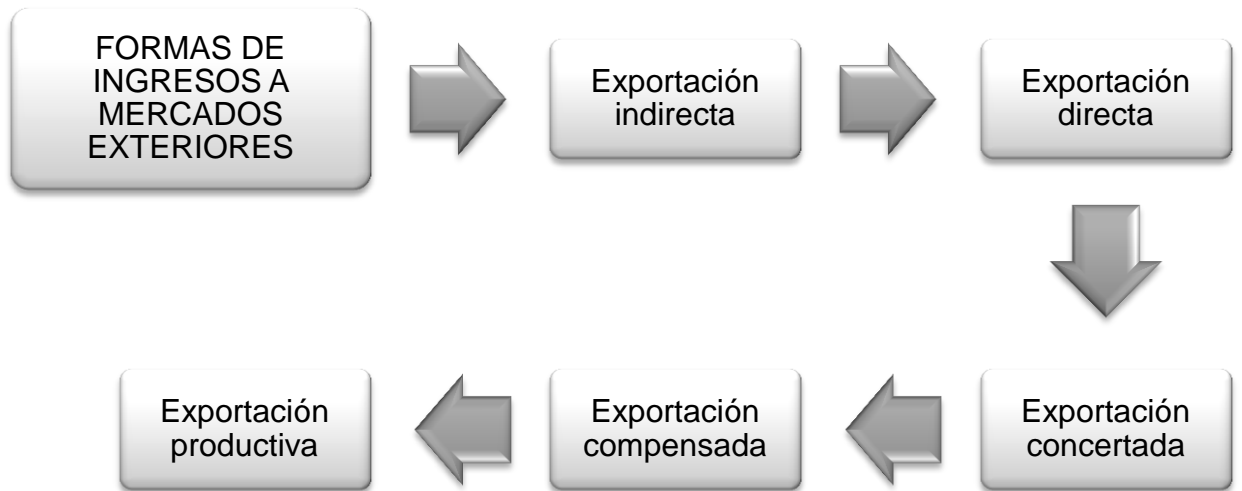 FORMAS DE
INGRESOS A
MERCADOS
EXTERIORES
Exportación
indirecta
Exportación
directa
Exportación
concertada
Exportación
compensada
Exportación
productiva